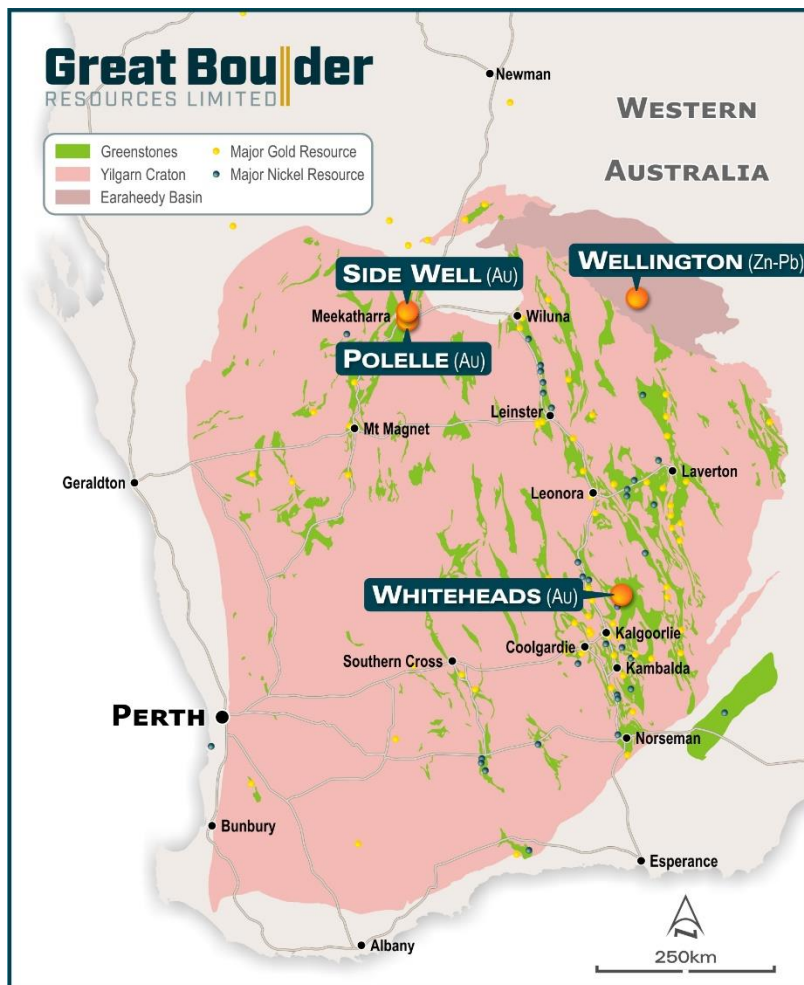 Great Boulder
RESOURCES LIMITED
Greenstones
Yilgarn Craton
Earaheedy Basin
Major Gold Resource
Major Nickel Resource
Newman
WESTERN
AUSTRALIA
SIDE WELL (Au)
WELLINGTON (Zn-Pb)
Meekatharra
Wiluna
POLELLE (Au)
Leinster
Mt Magnet
Laverton
Geraldton
Leonora
WHITEHEADS (Au)
Kalgoorlie
Coolgardie
Southern Cross
Kambalda
PERTH
Norseman
Bunbury
Esperance
Albany
N
250km